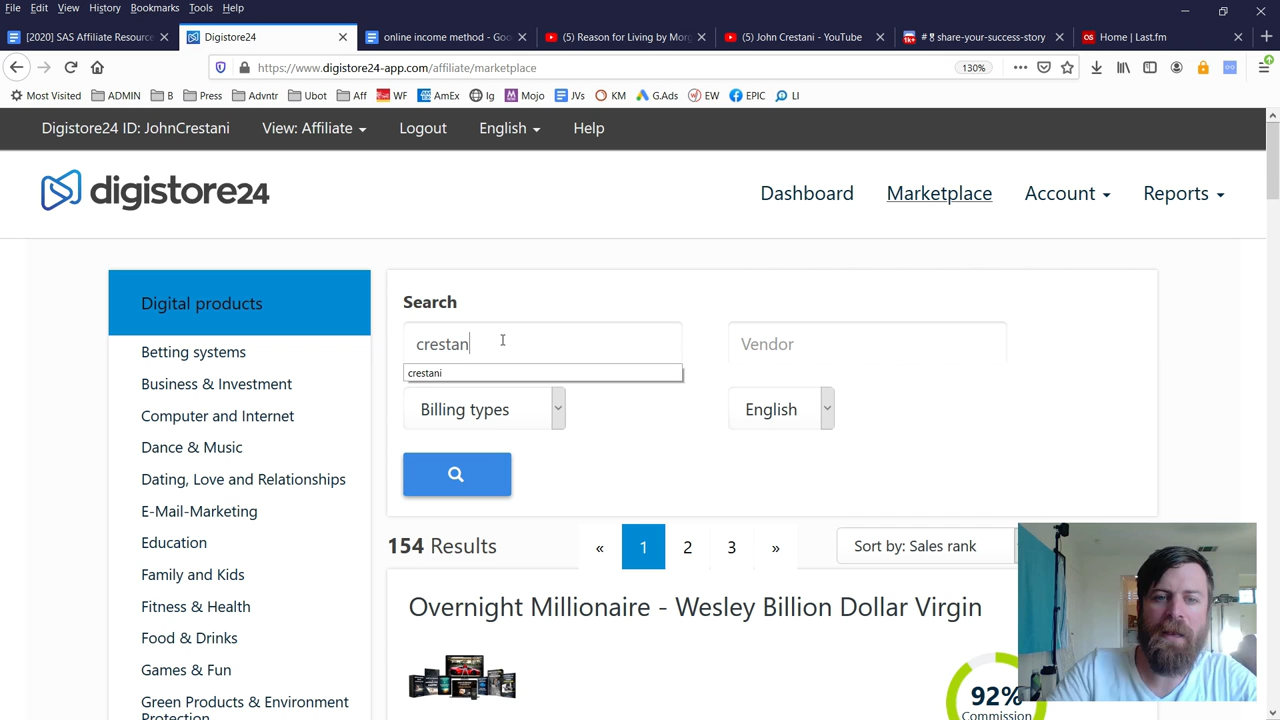 File Edit View History Bookmarks Tools Help
[2020] SAS Affiliate Resource
Digistore24
online income method - Goo
(5) Reason for Living by Morg
(5) John Crestani - YouTube
# share-your-success-story
Home | Last.fm
https://www.digistore24-app.com/affiliate/marketplace
130%
Most Visited ADMIN B Press Advntr Ubot Aff WF AmEx Ig Mojo JVs KM G.Ads EW EPIC LI
Digistore24 ID: JohnCrestani View: Affiliate Logout English Help
digistore24
Dashboard Marketplace Account Reports
Digital products
Betting systems
Business & Investment
Computer and Internet
Dance & Music
Dating, Love and Relationships
E-Mail-Marketing
Education
Family and Kids
Fitness & Health
Food & Drinks
Games & Fun
Green Products & Environment
Protection
Search
crestan
Vendor
crestani
Billing types
English
154 Results
« 1 2 3 »
Sort by: Sales rank
Overnight Millionaire - Wesley Billion Dollar Virgin
92%
Commission